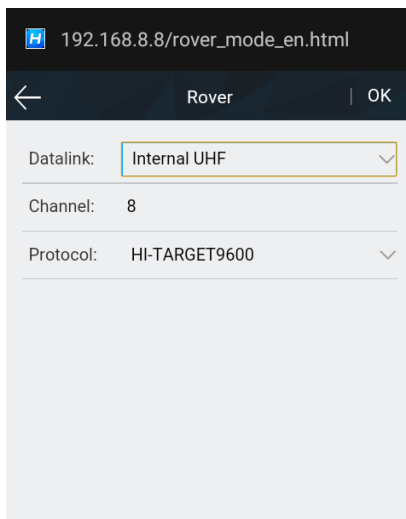 H 192.168.8.8/rover_mode_en.html
Rover | OK
Datalink: Internal UHF
Channel: 8
Protocol: HI-TARGET9600